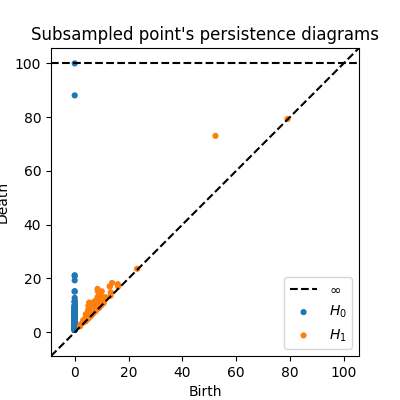 Subsampled point's persistence diagrams
100
80
60
40
20
0
Death
0 20 40 60 80 100
Birth
∞
H₀
H₁